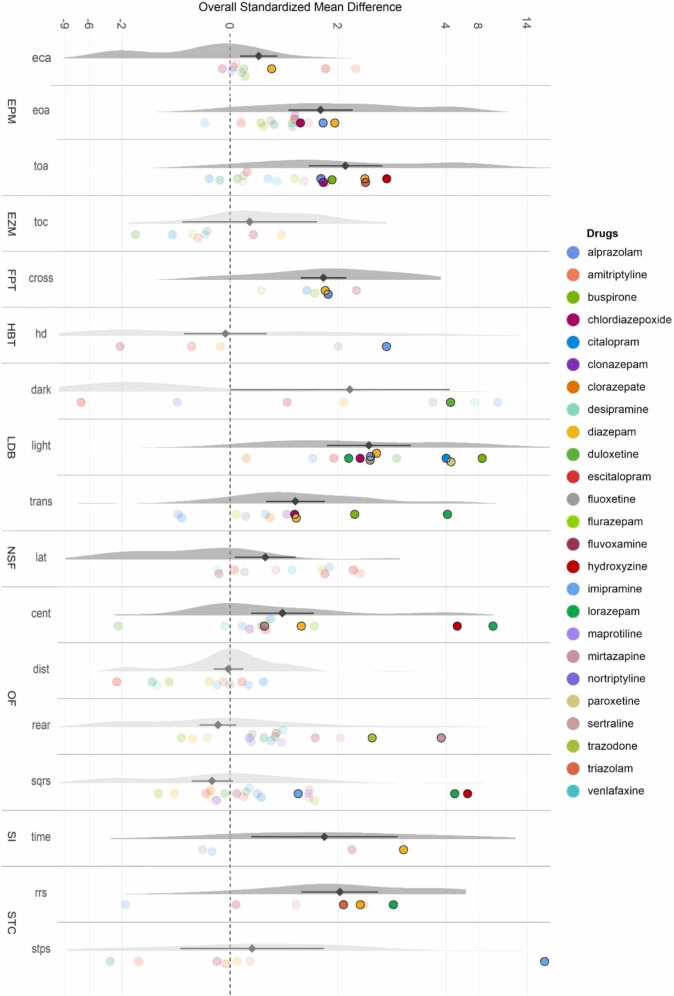 Overall Standardized Mean Difference
-9 -6 -2 0 2 4 8 14
EPM
eca
eoa
toa
EZM
toc
FPT
cross
HBT
hd
LDB
dark
light
trans
NSF
lat
OF
cent
dist
rear
sqrs
SI
time
STC
rrs
stps
Drugs
alprazolam
amitriptyline
buspirone
chlordiazepoxide
citalopram
clonazepam
clorazepate
desipramine
diazepam
duloxetine
escitalopram
fluoxetine
flurazepam
fluvoxamine
hydroxyzine
imipramine
lorazepam
maprotiline
mirtazapine
nortriptyline
paroxetine
sertraline
trazodone
triazolam
venlafaxine